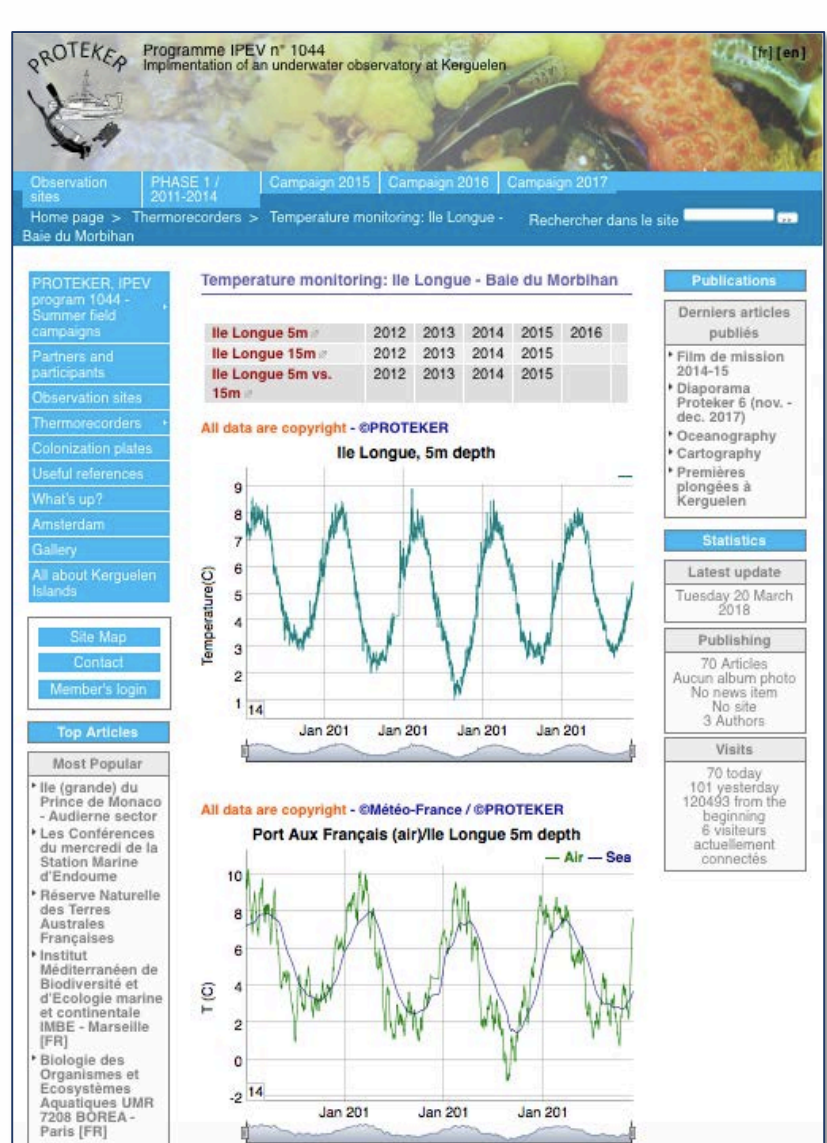 PROTEKER
Programme IPEV n° 1044
Implmentation of an underwater observatory at Kerguelen
[fr] [en]
Observation
sites
PHASE 1 /
2011-2014
Campaign 2015
Campaign 2016
Campaign 2017
Home page > Thermorecorders > Temperature monitoring: Ile Longue -
Baie du Morbihan
Rechercher dans le site
>>
PROTEKER, IPEV
program 1044 -
Summer field
campaigns
Partners and
participants
Observation sites
Thermorecorders
Colonization plates
Useful references
What's up?
Amsterdam
Gallery
All about Kerguelen
Islands
Site Map
Contact
Member's login
Top Articles
Most Popular
Ile (grande) du
Prince de Monaco
- Audierne sector
Les Conférences
du mercredi de la
Station Marine
d'Endoume
Réserve Naturelle
des Terres
Australes
Françaises
Institut
Méditerranéen de
Biodiversité et
d'Ecologie marine
et continentale
IMBE - Marseille
[FR]
Biologie des
Organismes et
Ecosystèmes
Aquatiques UMR
7208 BOREA -
Paris [FR]
Temperature monitoring: Ile Longue - Baie du Morbihan
Ile Longue 5m 2012 2013 2014 2015 2016
Ile Longue 15m 2012 2013 2014 2015
Ile Longue 5m vs. 2012 2013 2014 2015
15m
All data are copyright - ©PROTEKER
Ile Longue, 5m depth
9
8
7
6
5
4
3
2
1
Temperature(C)
14
Jan 201 Jan 201 Jan 201 Jan 201
All data are copyright - ©Météo-France / ©PROTEKER
Port Aux Français (air)/Ile Longue 5m depth
— Air — Sea
10
8
6
4
2
0
-2
T (C)
14
Jan 201 Jan 201 Jan 201
Publications
Derniers articles
publiés
Film de mission
2014-15
Diaporama
Proteker 6 (nov. -
dec. 2017)
Oceanography
Cartography
Premières
plongées à
Kerguelen
Statistics
Latest update
Tuesday 20 March
2018
Publishing
70 Articles
Aucun album photo
No news item
No site
3 Authors
Visits
70 today
101 yesterday
120493 from the
beginning
6 visiteurs
actuellement
connectés